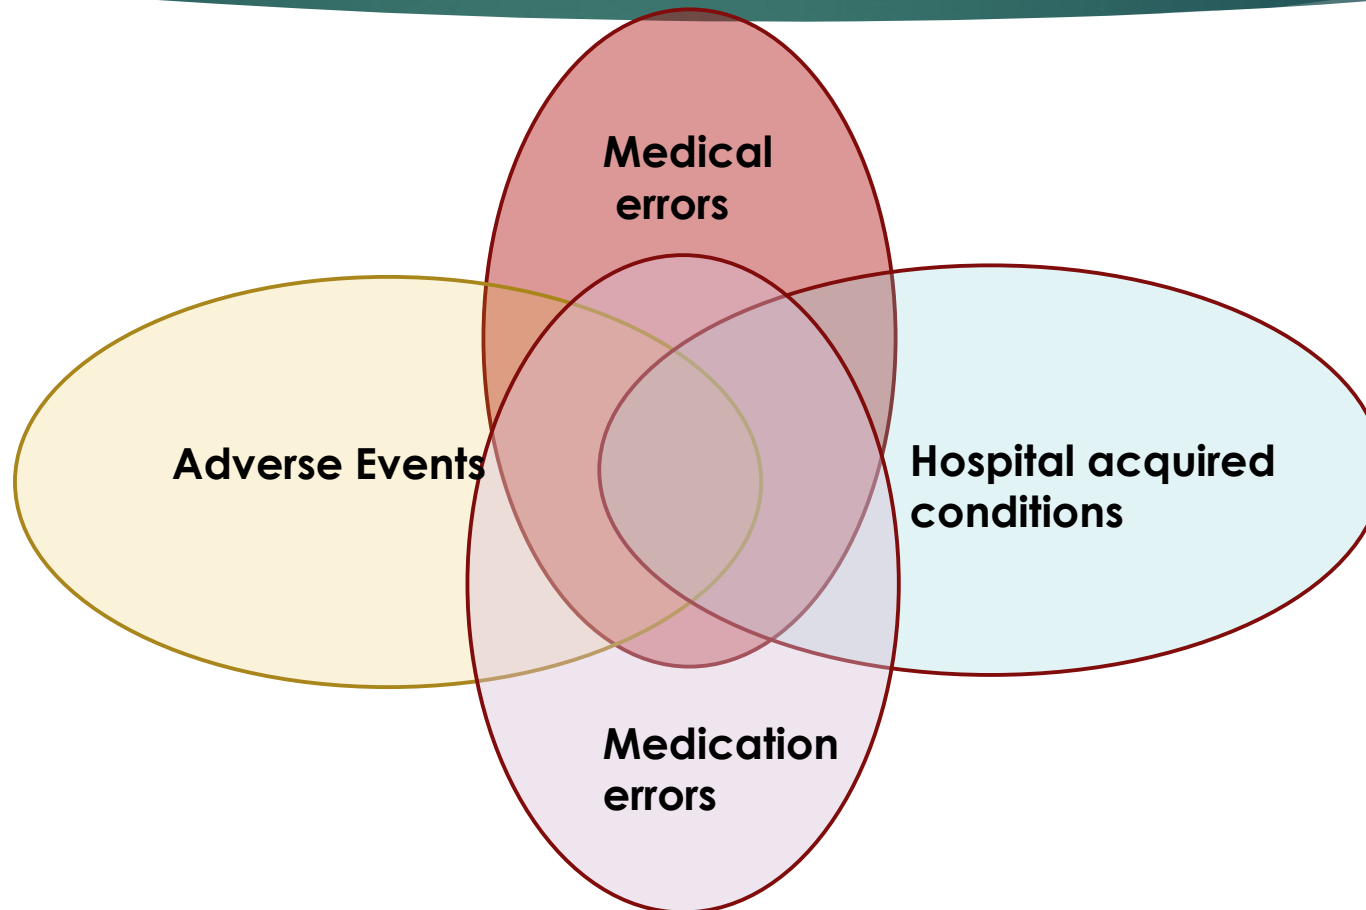 Medical
errors
Adverse Events
Hospital acquired
conditions
Medication
errors